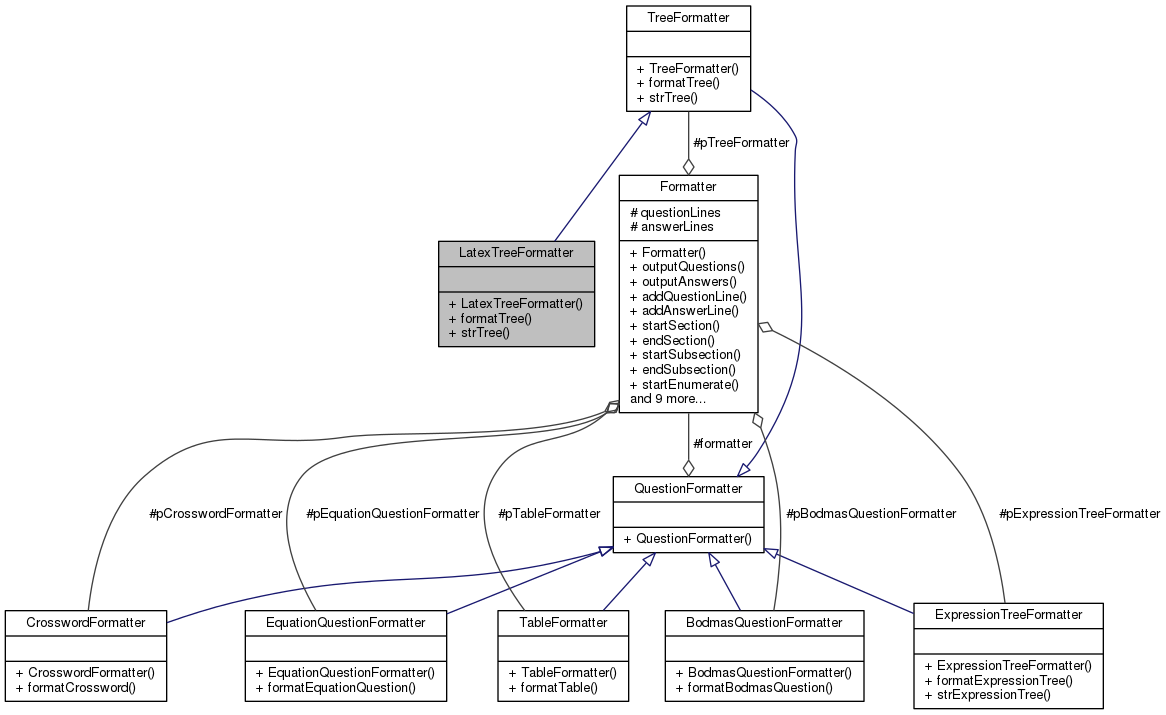 TreeFormatter
+ TreeFormatter()
+ formatTree()
+ strTree()
#pTreeFormatter
Formatter
# questionLines
# answerLines
+ Formatter()
+ outputQuestions()
+ outputAnswers()
+ addQuestionLine()
+ addAnswerLine()
+ startSection()
+ endSection()
+ startSubsection()
+ endSubsection()
+ startEnumerate()
and 9 more...
LatexTreeFormatter
+ LatexTreeFormatter()
+ formatTree()
+ strTree()
#formatter
QuestionFormatter
+ QuestionFormatter()
#pCrosswordFormatter
#pEquationQuestionFormatter
#pTableFormatter
#pBodmasQuestionFormatter
#pExpressionTreeFormatter
CrosswordFormatter
+ CrosswordFormatter()
+ formatCrossword()
EquationQuestionFormatter
+ EquationQuestionFormatter()
+ formatEquationQuestion()
TableFormatter
+ TableFormatter()
+ formatTable()
BodmasQuestionFormatter
+ BodmasQuestionFormatter()
+ formatBodmasQuestion()
ExpressionTreeFormatter
+ ExpressionTreeFormatter()
+ formatExpressionTree()
+ strExpressionTree()